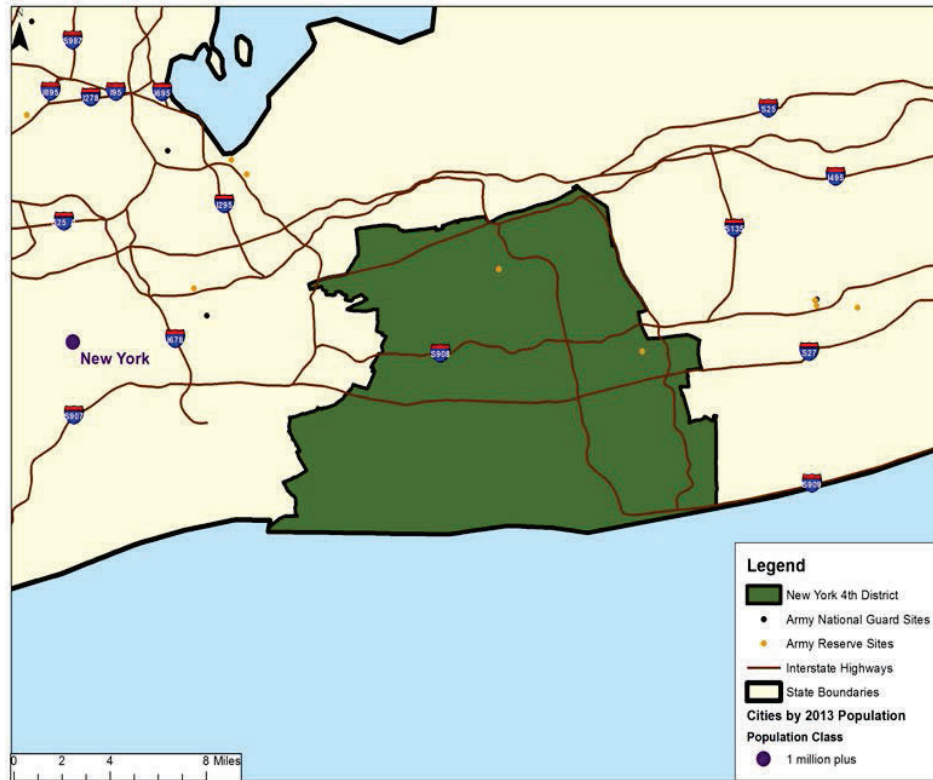 N
S987
I895
I278
I95
I695
S25
I495
I295
S25
S135
I678
S908
S27
New York
S907
S909
Legend
New York 4th District
Army National Guard Sites
Army Reserve Sites
Interstate Highways
State Boundaries
Cities by 2013 Population
Population Class
1 million plus
0 2 4 8 Miles